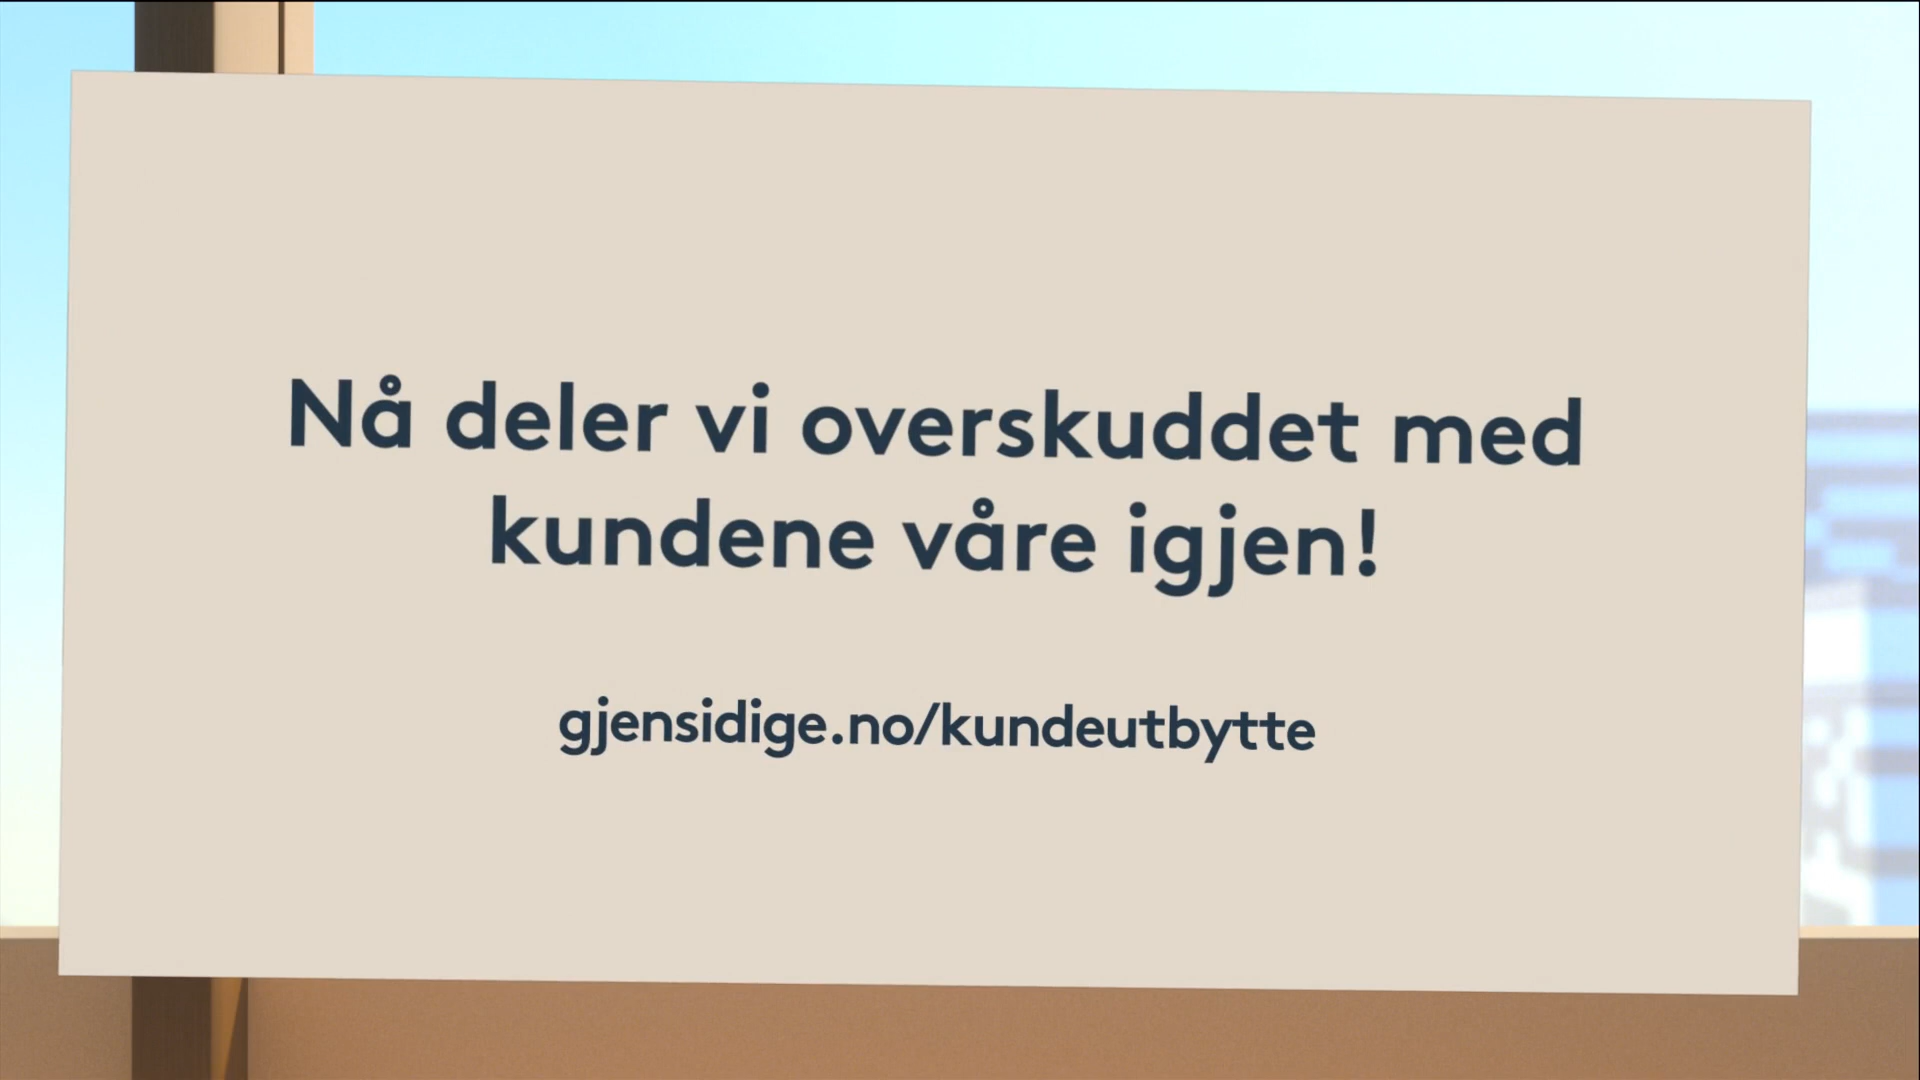 Nå deler vi overskuddet med
kundene våre igjen!
gjensidige.no/kundeutbytte